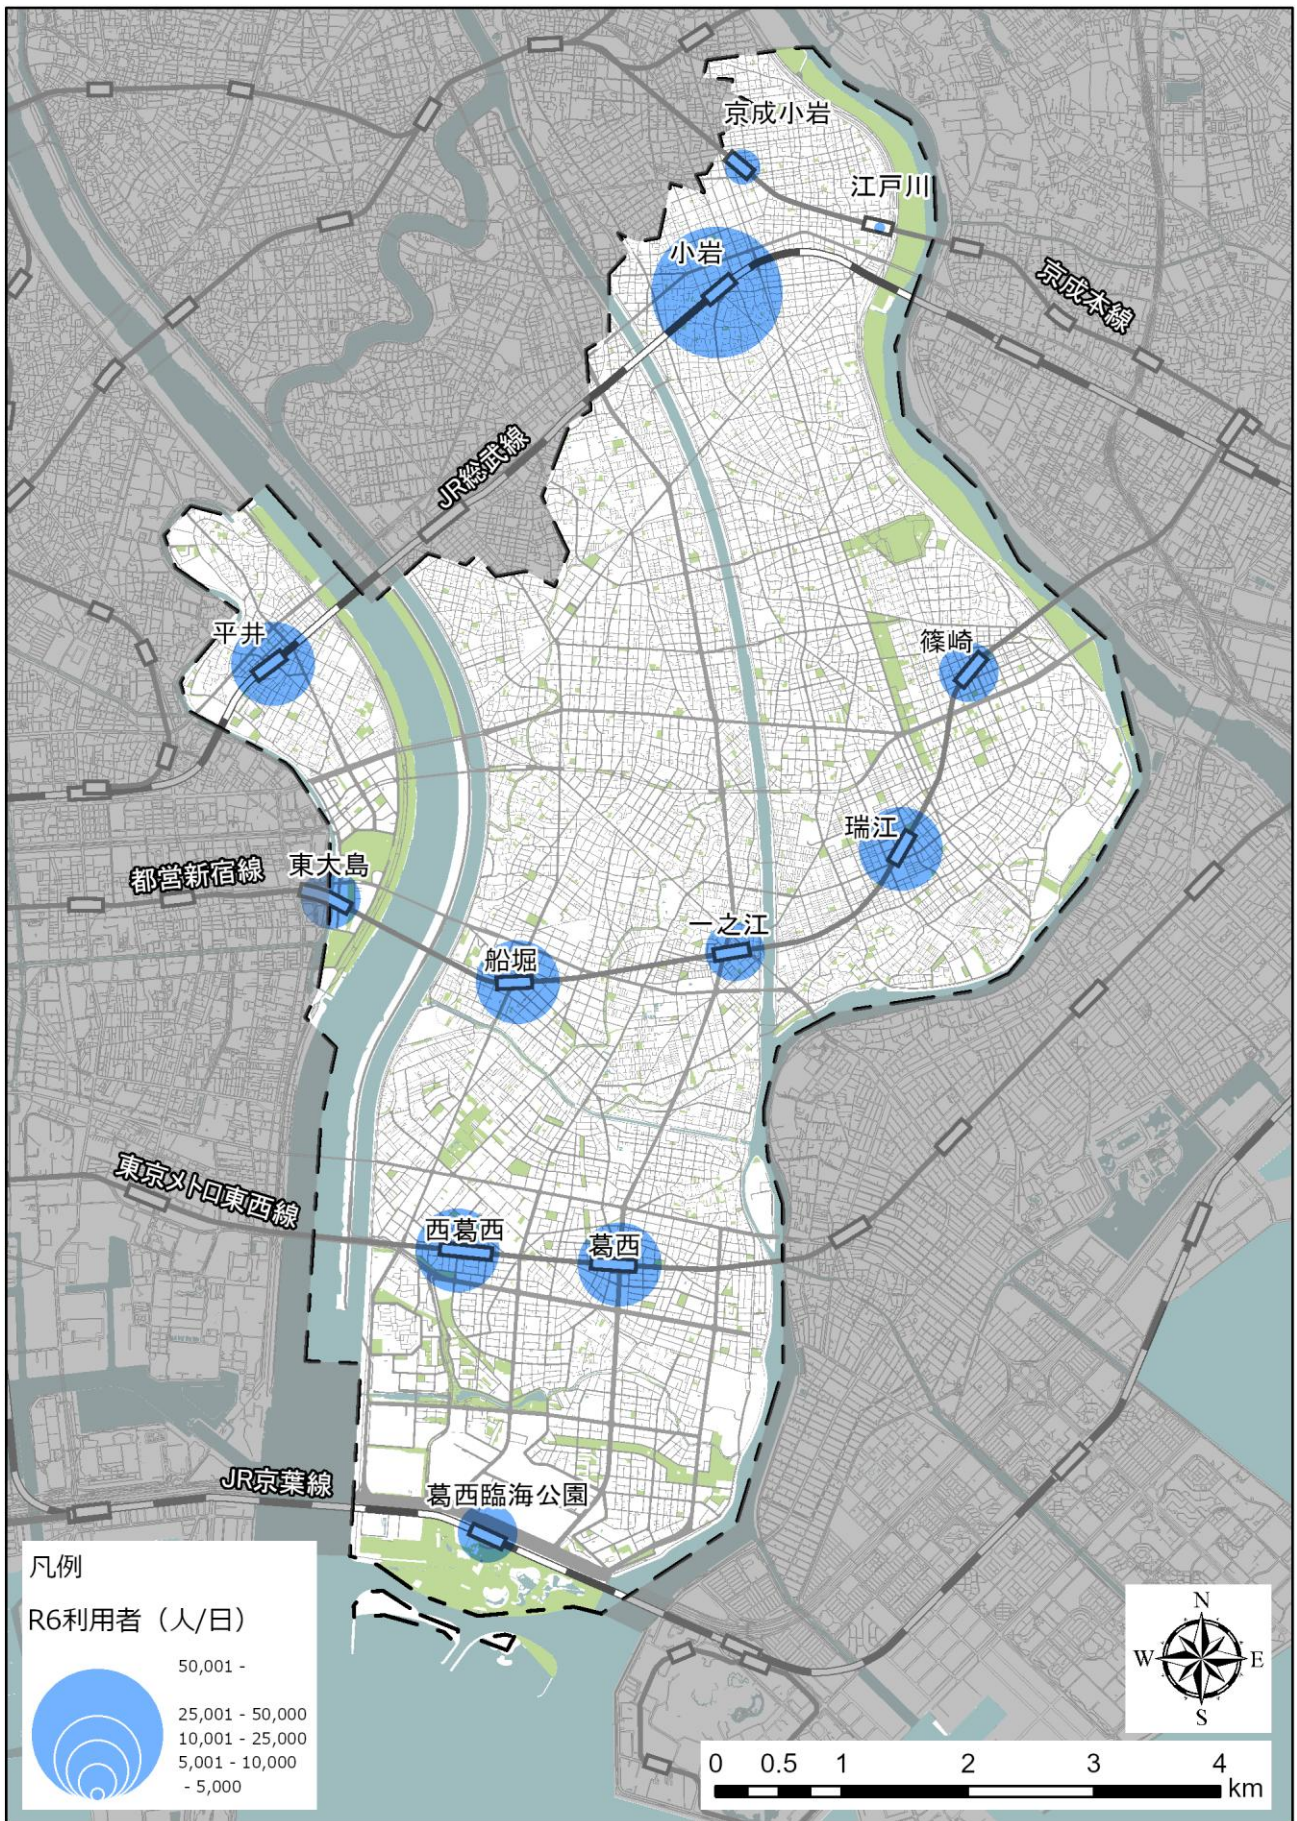 京成小岩
江戸川
小岩
京成本線
JR総武線
平井
篠崎
瑞江
東大島
都営新宿線
一之江
船堀
東京メトロ東西線
西葛西
葛西
JR京葉線
葛西臨海公園
凡例
R6利用者（人/日）
50,001 -
25,001 - 50,000
10,001 - 25,000
5,001 - 10,000
- 5,000
N
W
E
S
0 0.5 1 2 3 4
km